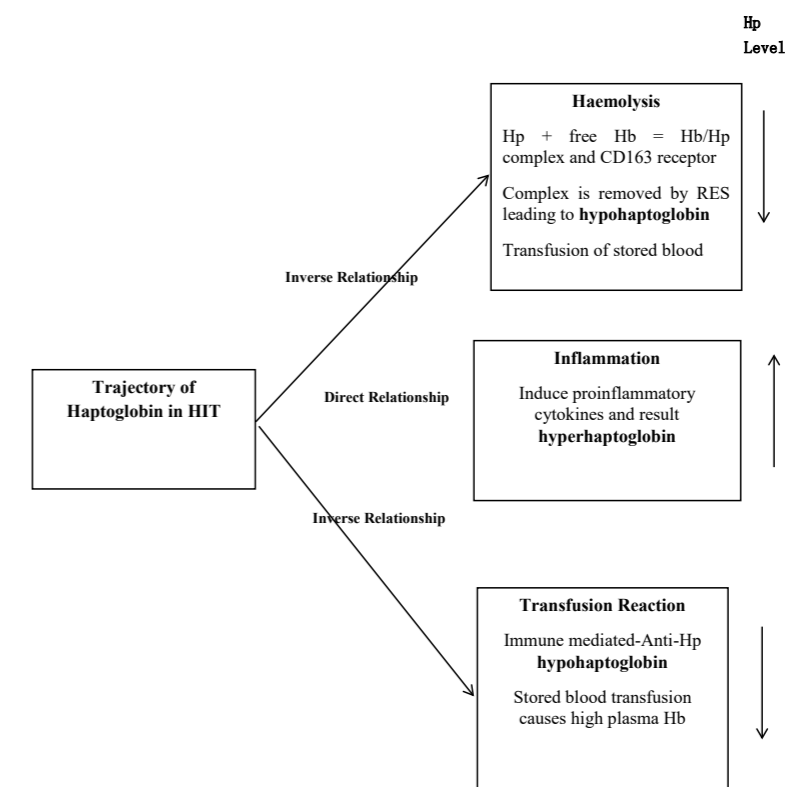 Hp
Level
Haemolysis
Hp + free Hb = Hb/Hp
complex and CD163 receptor
Complex is removed by RES
leading to hypohaptoglobin
Transfusion of stored blood
Inverse Relationship
Inflammation
Induce proinflammatory
cytokines and result
hyperhaptoglobin
Trajectory of
Haptoglobin in HIT
Direct Relationship
Inverse Relationship
Transfusion Reaction
Immune mediated-Anti-Hp
hypohaptoglobin
Stored blood transfusion
causes high plasma Hb